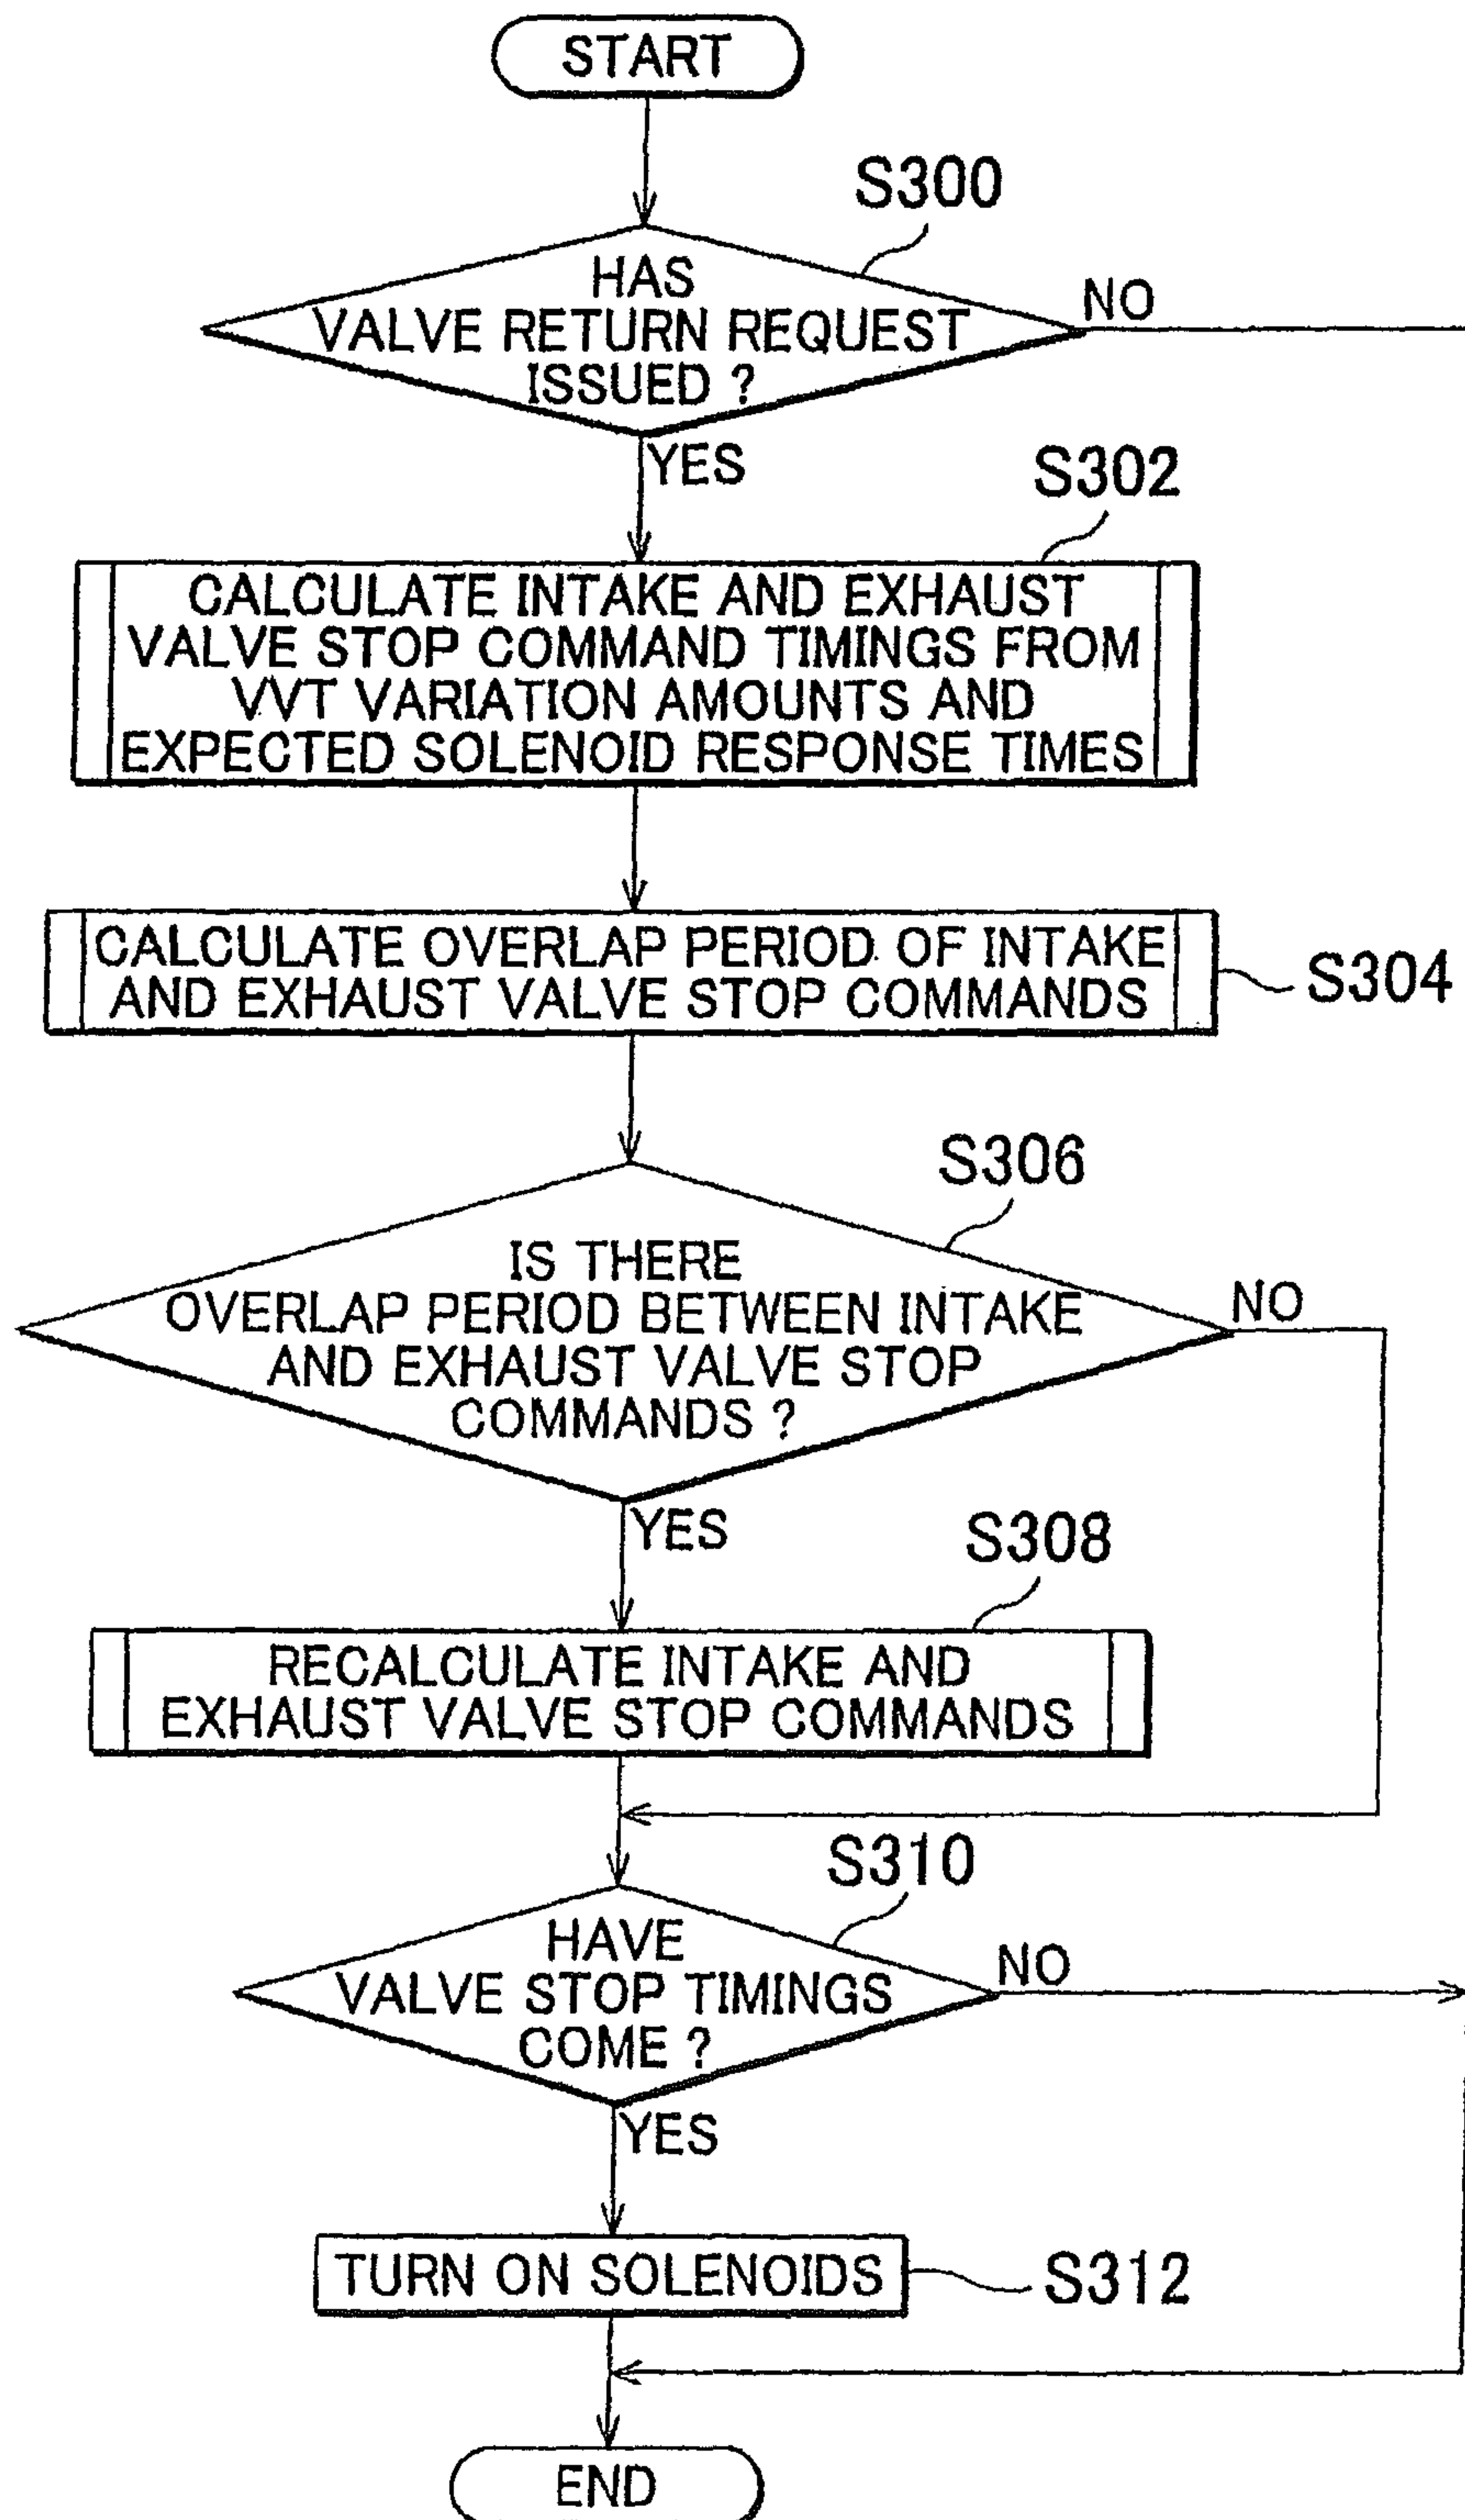 START
S300
HAS
VALVE RETURN REQUEST
ISSUED ?
NO
YES
S302
CALCULATE INTAKE AND EXHAUST
VALVE STOP COMMAND TIMINGS FROM
VVT VARIATION AMOUNTS AND
EXPECTED SOLENOID RESPONSE TIMES
CALCULATE OVERLAP PERIOD OF INTAKE
AND EXHAUST VALVE STOP COMMANDS
S304
S306
IS THERE
OVERLAP PERIOD BETWEEN INTAKE
AND EXHAUST VALVE STOP
COMMANDS ?
NO
YES
S308
RECALCULATE INTAKE AND
EXHAUST VALVE STOP COMMANDS
S310
HAVE
VALVE STOP TIMINGS
COME ?
NO
YES
TURN ON SOLENOIDS
S312
END